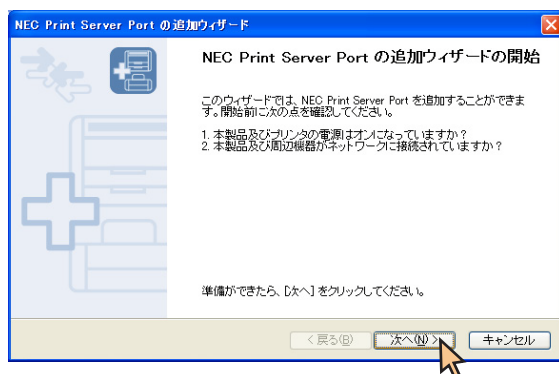 NEC Print Server Port の追加ウィザード
NEC Print Server Port の追加ウィザードの開始
このウィザードでは、NEC Print Server Port を追加することができま
す。開始前に次の点を確認してください。
1. 本製品及びプリンタの電源はオンになっていますか？
2. 本製品及び周辺機器がネットワークに接続されていますか？
準備ができたら、[次へ] をクリックしてください。
< 戻る(B)
次へ(N) >
キャンセル